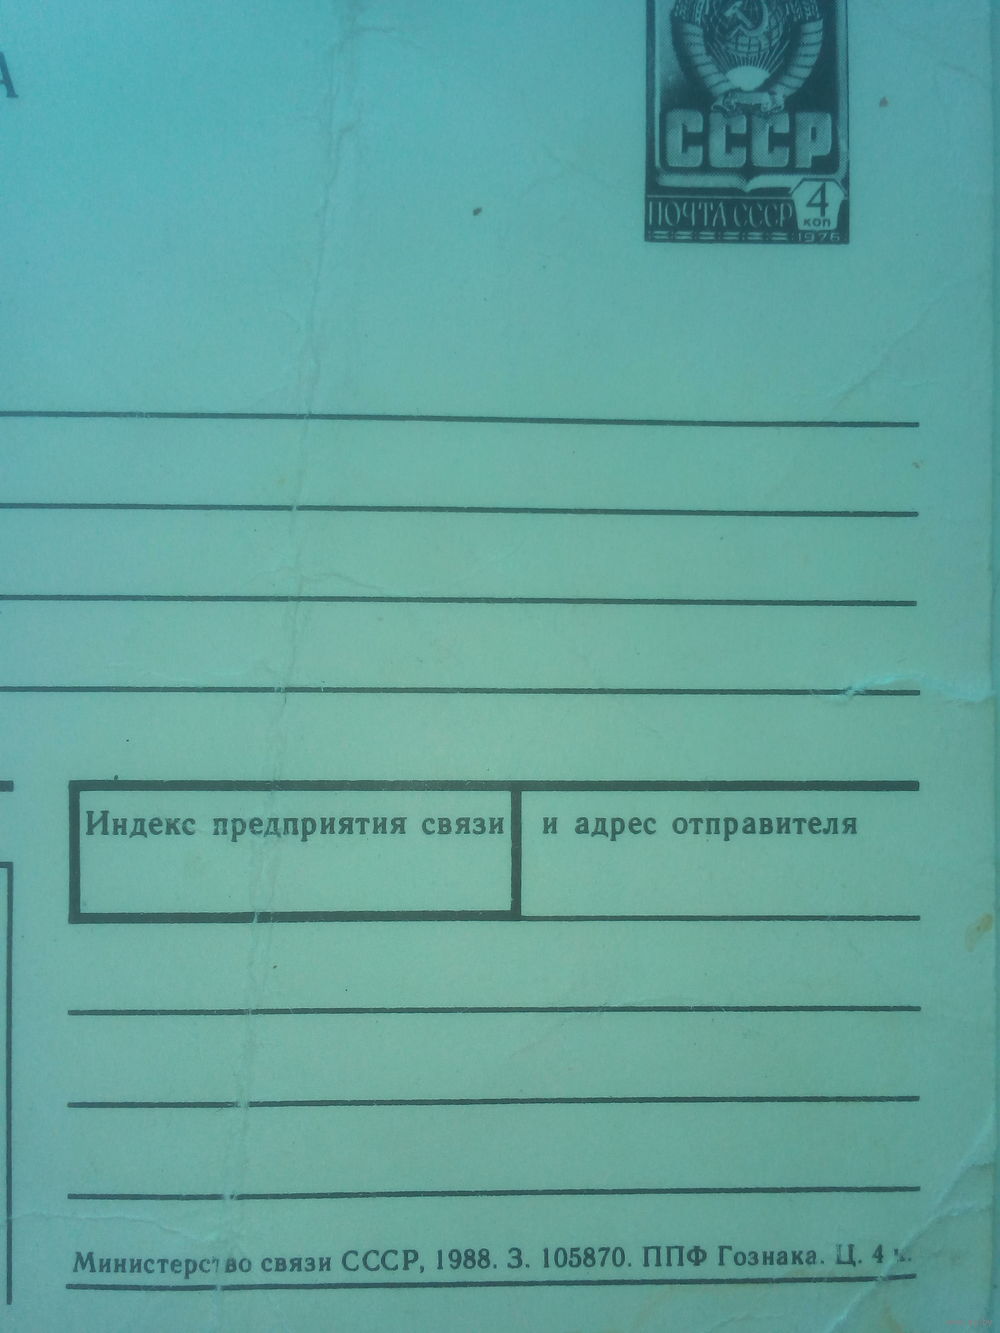 А
СССР
ПОЧТА СССР
4
КОП
1976
Индекс предприятия связи
и адрес отправителя
Министерство связи СССР, 1988. З. 105870. ППФ Гознака. Ц. 4 к.